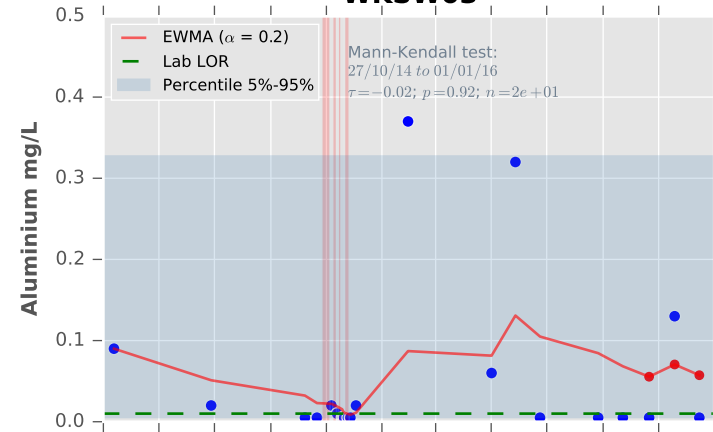 0.5
EWMA (α = 0.2)
Lab LOR
Percentile 5%-95%
Mann-Kendall test:
27/10/14 to 01/01/16
τ=−0.02; p=0.92; n=2e+01
0.4
0.3
0.2
0.1
0.0
Aluminium mg/L